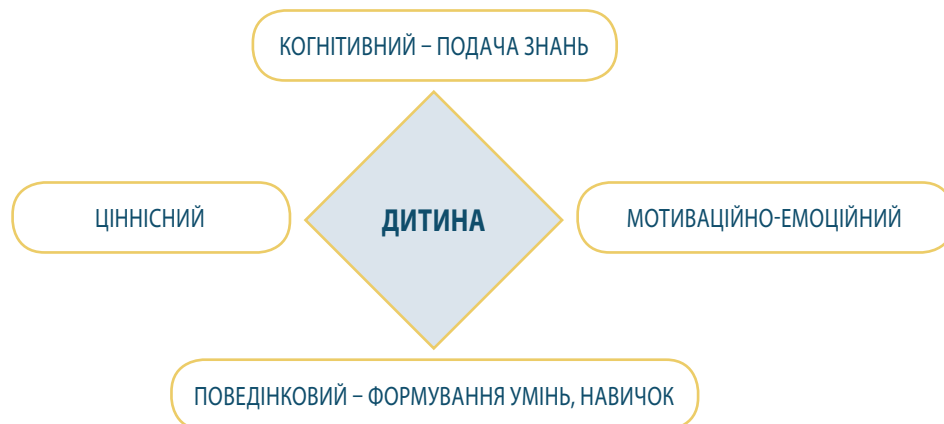 КОГНІТИВНИЙ – ПОДАЧА ЗНАНЬ
ЦІННІСНИЙ
ДИТИНА
МОТИВАЦІЙНО-ЕМОЦІЙНИЙ
ПОВЕДІНКОВИЙ – ФОРМУВАННЯ УМІНЬ, НАВИЧОК